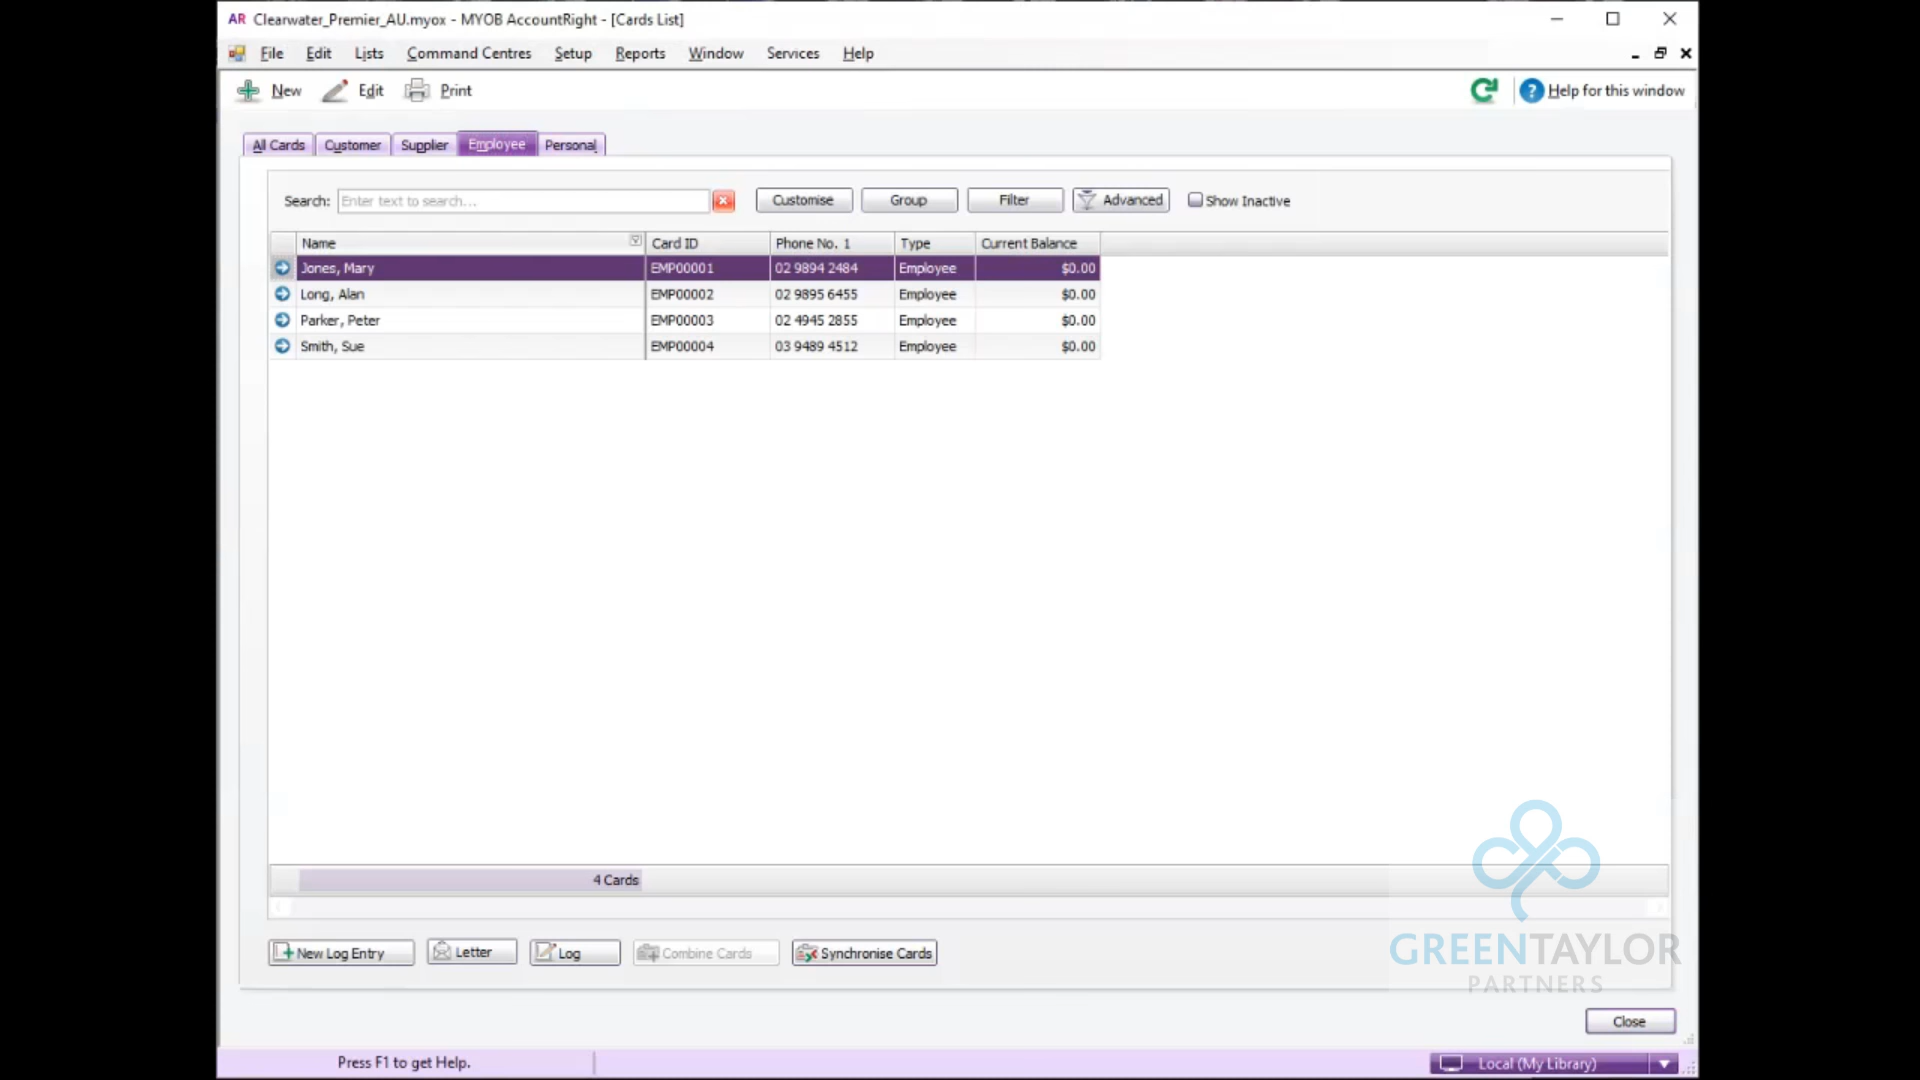 AR Clearwater_Premier_AU.myox - MYOB AccountRight - [Cards List]
File Edit Lists Command Centres Setup Reports Window Services Help
New Edit Print ? Help for this window
All Cards Customer Supplier Employee Personal
Search: Enter text to search... Customise Group Filter Advanced Show Inactive
Name Card ID Phone No. 1 Type Current Balance
Jones, Mary EMP00001 02 9894 2484 Employee $0.00
Long, Alan EMP00002 02 9895 6455 Employee $0.00
Parker, Peter EMP00003 02 4945 2855 Employee $0.00
Smith, Sue EMP00004 03 9489 4512 Employee $0.00
4 Cards
New Log Entry Letter Log Combine Cards Synchronise Cards
GREENTAYLOR
PARTNERS
Close
Press F1 to get Help. Local (My Library)